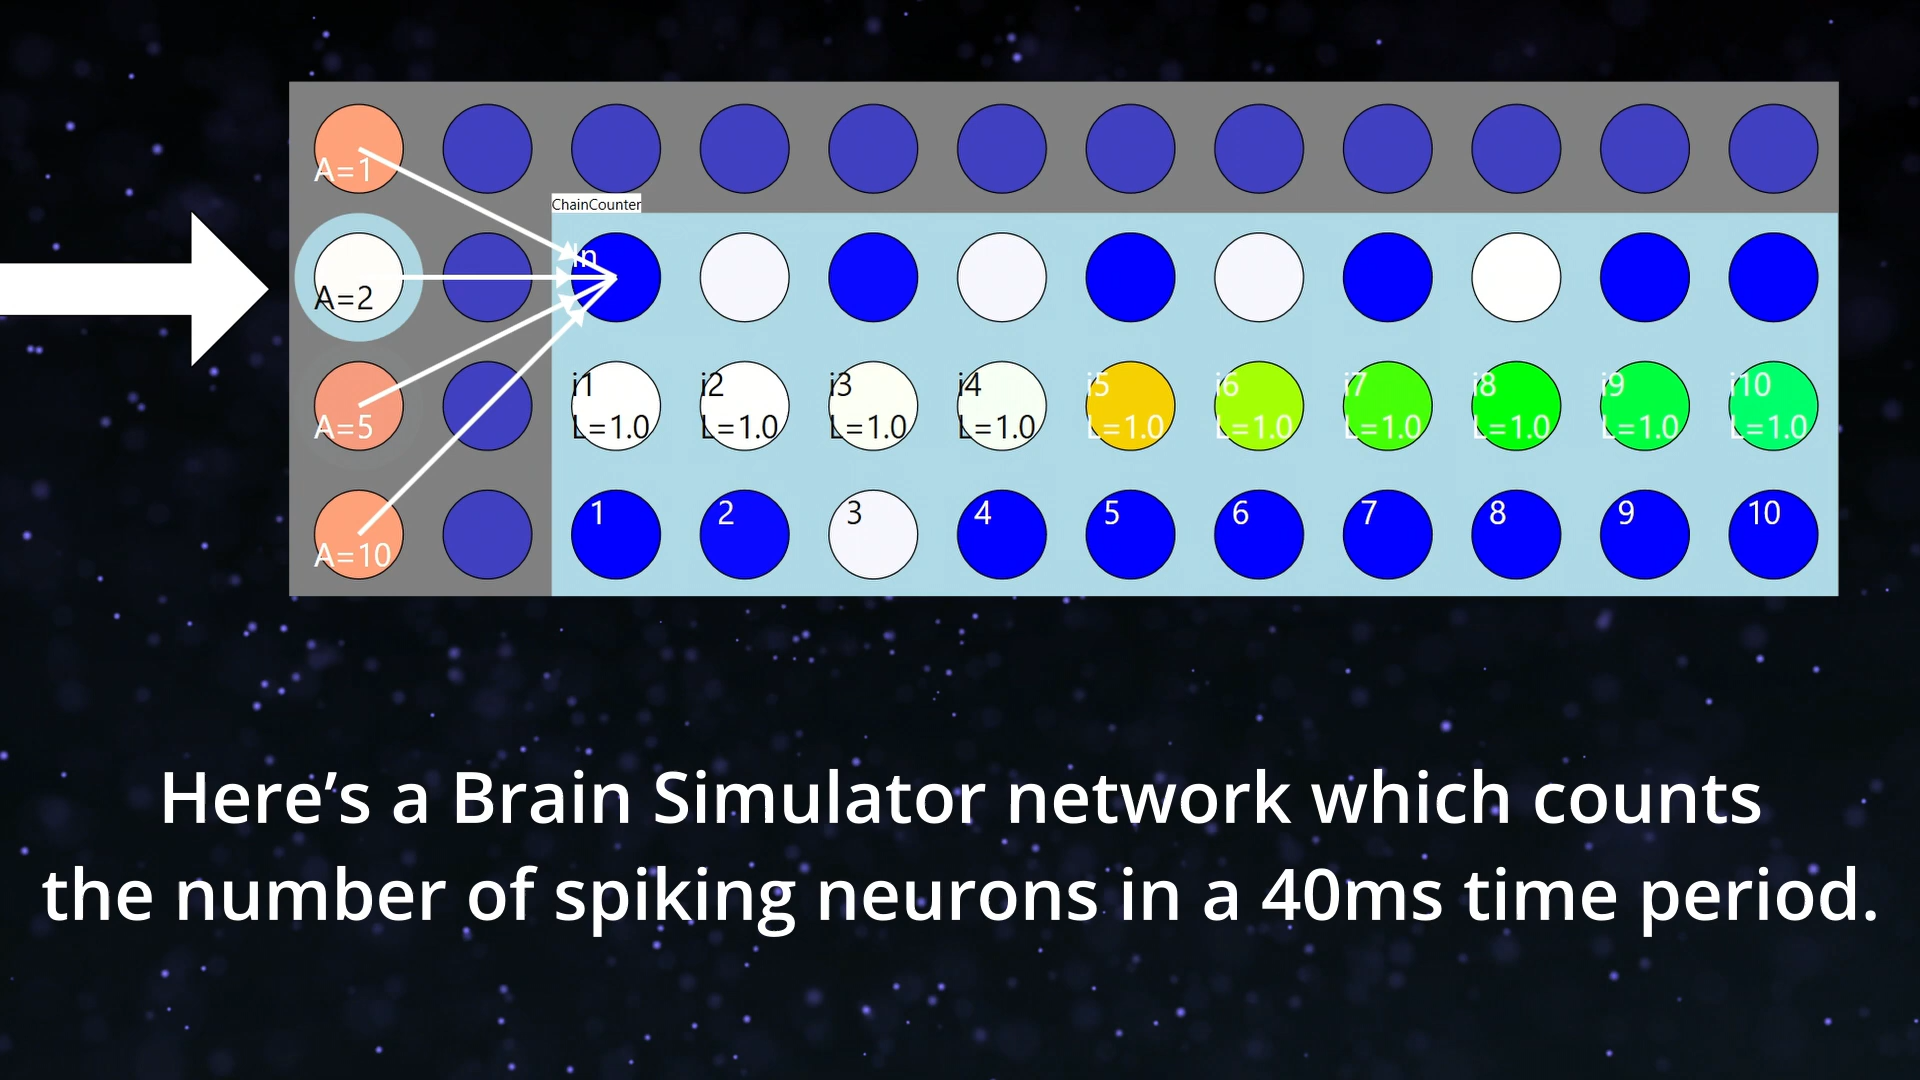 A=1
ChainCounter
In
A=2
i1 i2 i3 i4 i5 i6 i7 i8 i9 i10
A=5 L=1.0 L=1.0 L=1.0 L=1.0 L=1.0 L=1.0 L=1.0 L=1.0 L=1.0 L=1.0
1 2 3 4 5 6 7 8 9 10
A=10
Here’s a Brain Simulator network which counts
the number of spiking neurons in a 40ms time period.